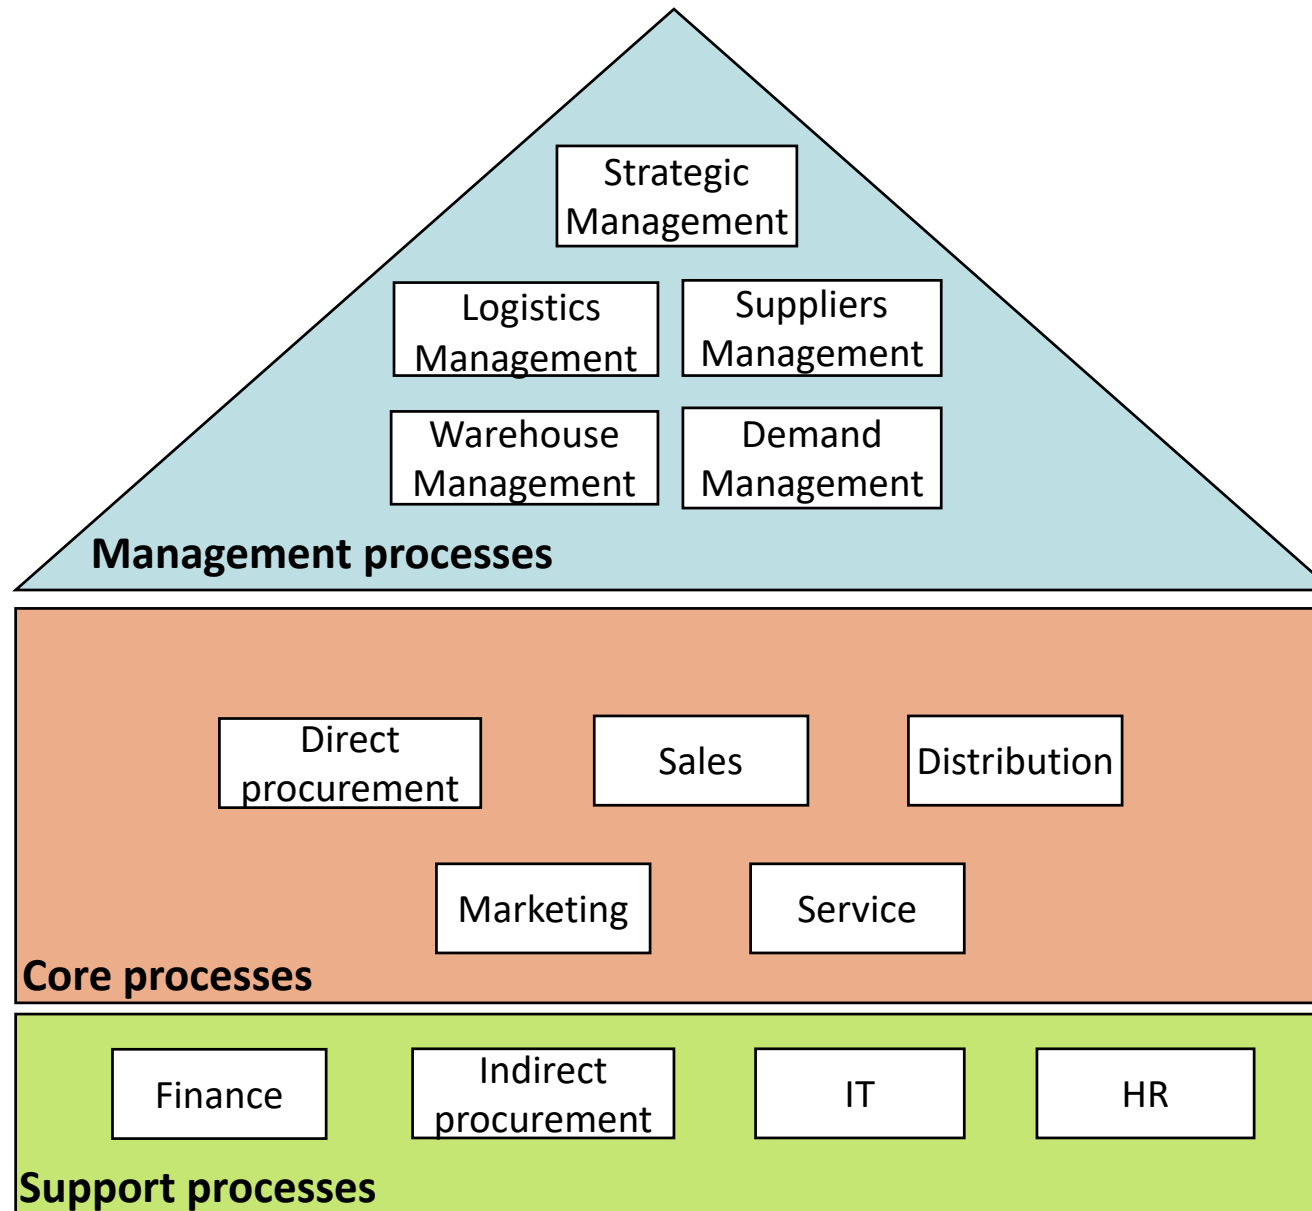 Strategic
Management
Logistics
Management
Suppliers
Management
Warehouse
Management
Demand
Management
Management processes
Direct
procurement
Sales
Distribution
Marketing
Service
Core processes
Finance
Indirect
procurement
IT
HR
Support processes